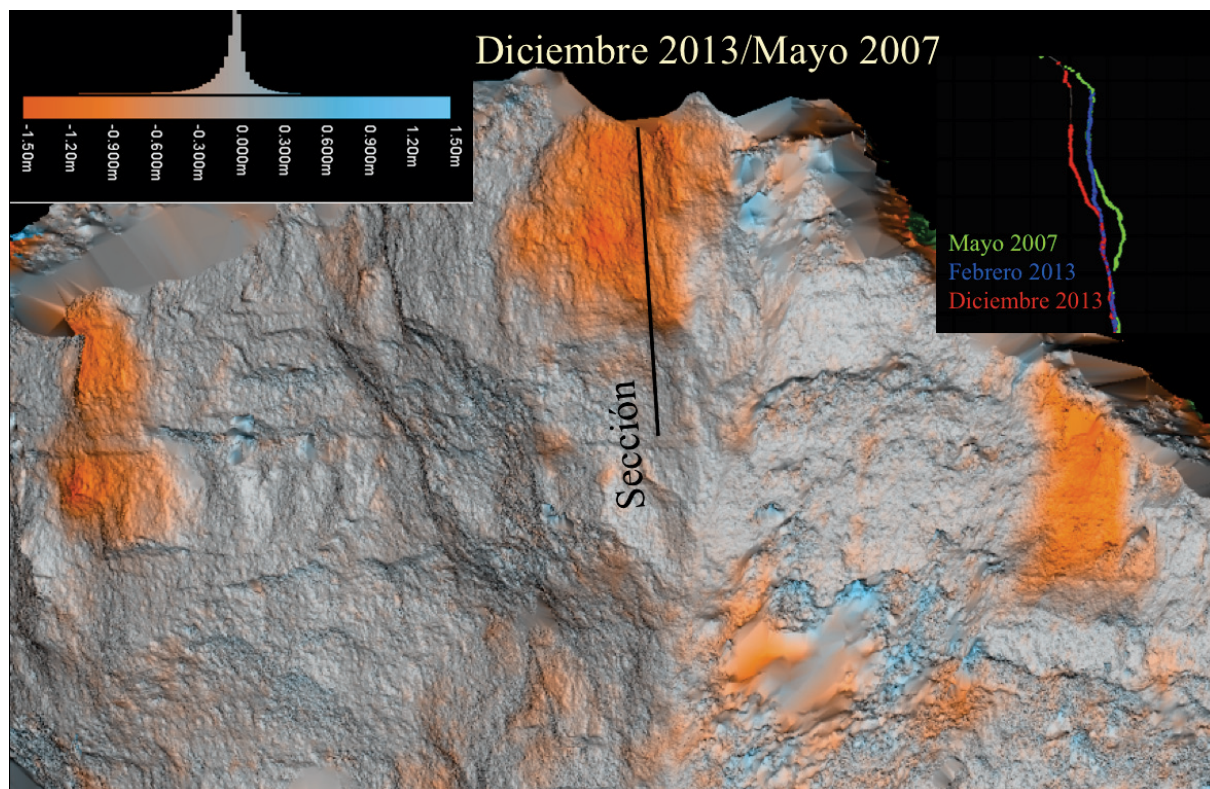 Diciembre 2013/Mayo 2007
-1.50m
-1.20m
-0.900m
-0.600m
-0.300m
0.000m
0.300m
0.600m
0.900m
1.20m
1.50m
Mayo 2007
Febrero 2013
Diciembre 2013
Sección